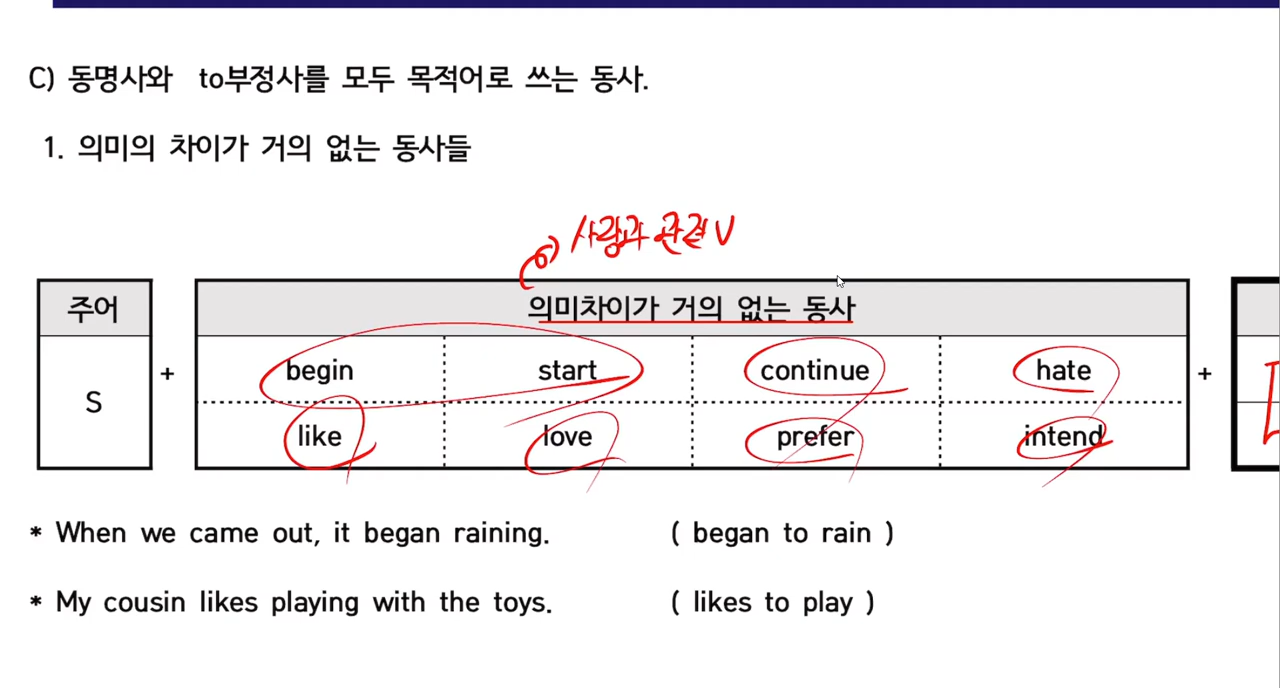 C) 동명사와 to부정사를 모두 목적어로 쓰는 동사.
1. 의미의 차이가 거의 없는 동사들
사랑과 관련 V
주어
의미차이가 거의 없는 동사
S
+
begin start continue hate
+
like love prefer intend
* When we came out, it began raining. ( began to rain )
* My cousin likes playing with the toys. ( likes to play )